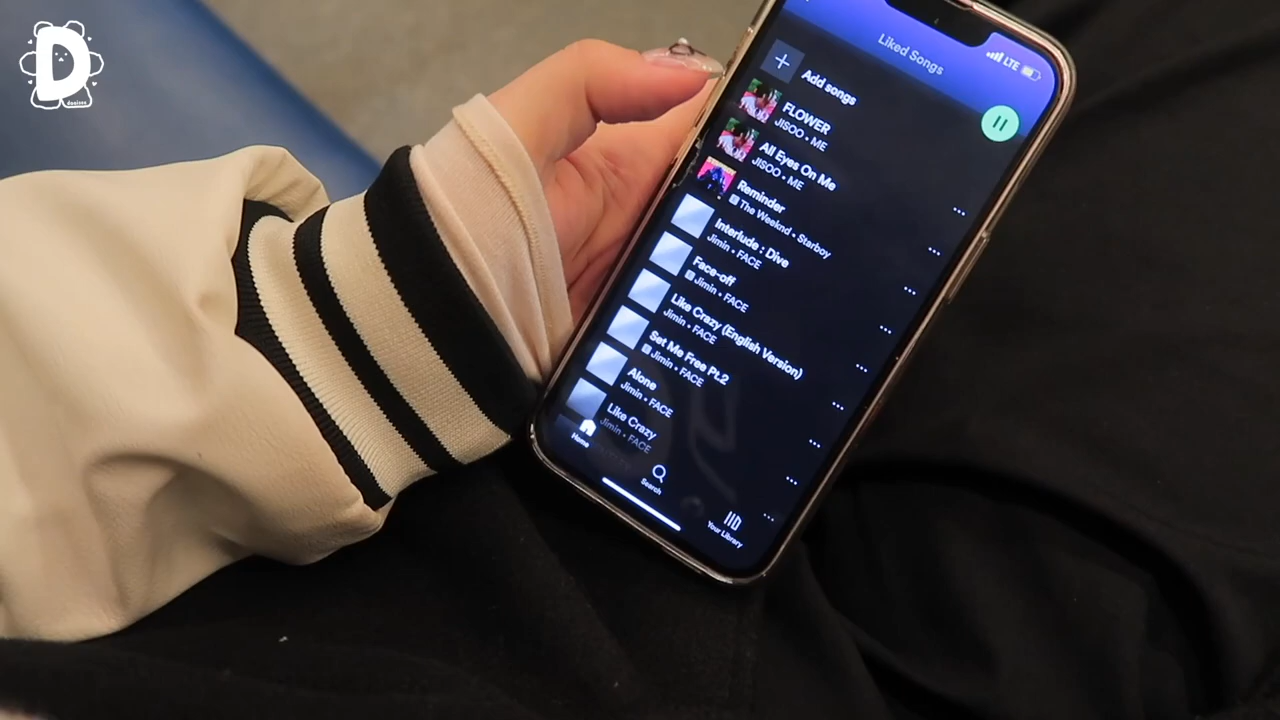 D
doaison
Liked Songs
LTE
Add songs
FLOWER
JISOO • ME
All Eyes On Me
JISOO • ME
Reminder
E The Weeknd • Starboy
Interlude : Dive
Jimin • FACE
Face-off
E Jimin • FACE
Like Crazy (English Version)
Jimin • FACE
Set Me Free Pt.2
E Jimin • FACE
Alone
Jimin • FACE
Like Crazy
Jimin • FACE
Home
Search
Your Library